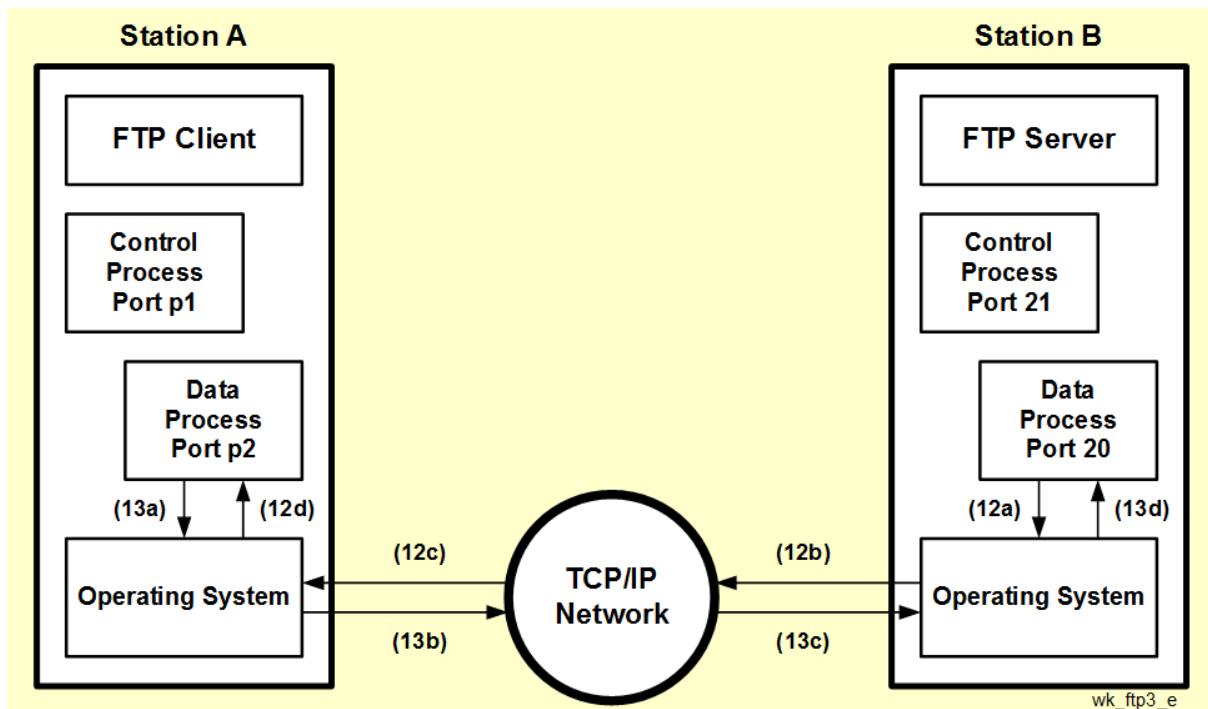 Station A
Station B
FTP Client
FTP Server
Control
Process
Port p1
Control
Process
Port 21
Data
Process
Port p2
Data
Process
Port 20
(13a)
(12d)
(12a)
(13d)
(12c)
(12b)
Operating System
TCP/IP
Network
Operating System
(13b)
(13c)
wk_ftp3_e